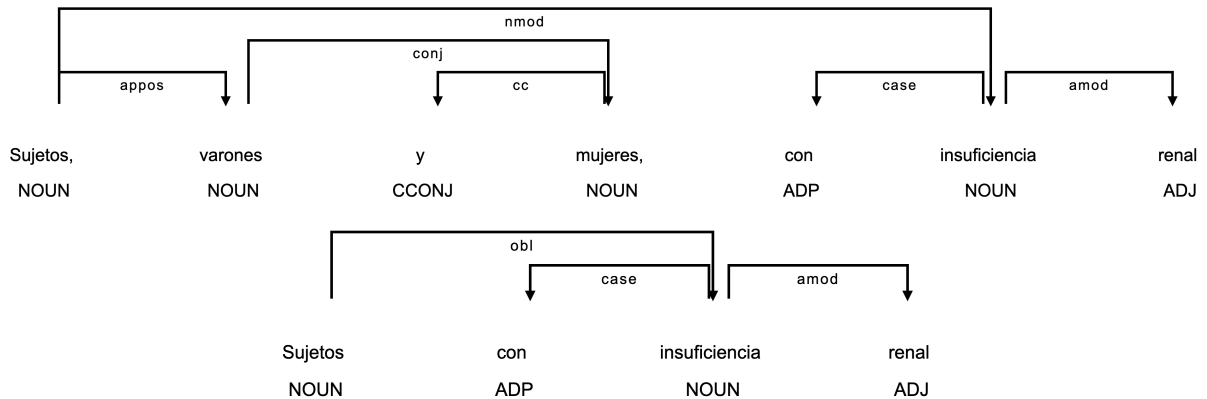 nmod
conj
appos cc case amod
Sujetos, varones y mujeres, con insuficiencia renal
NOUN NOUN CCONJ NOUN ADP NOUN ADJ
obl
case amod
Sujetos con insuficiencia renal
NOUN ADP NOUN ADJ